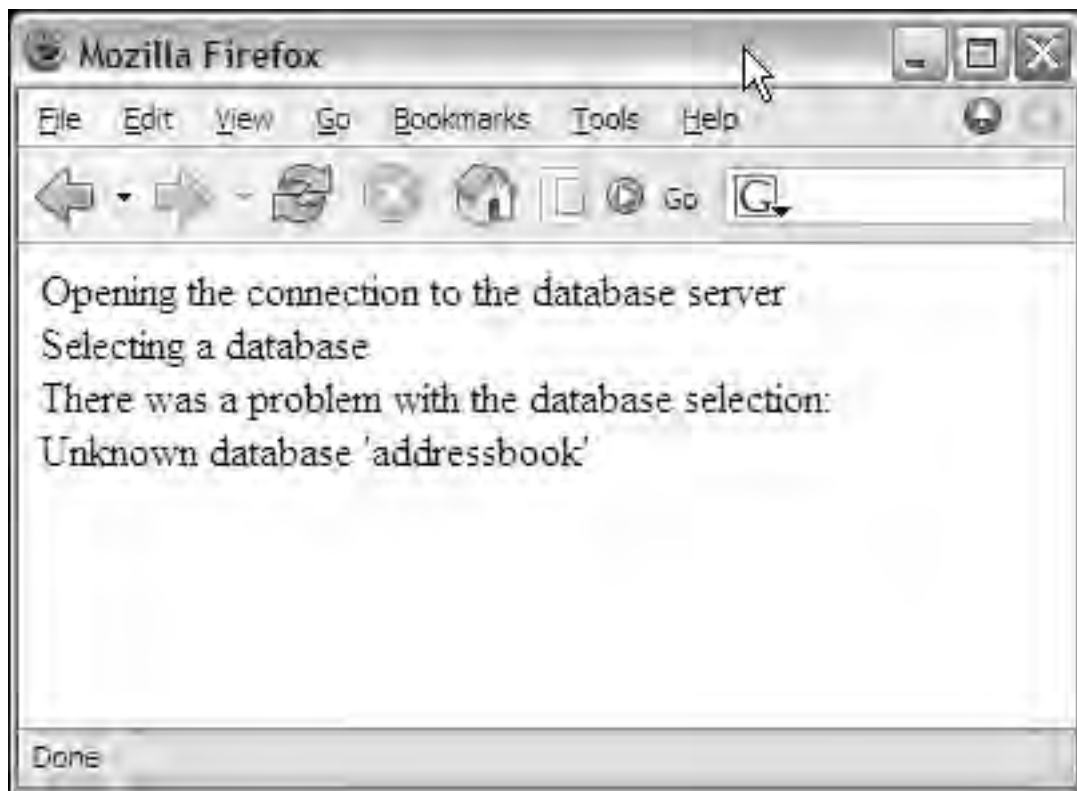 Mozilla Firefox
File Edit View Go Bookmarks Tools Help
Go G
Opening the connection to the database server
Selecting a database
There was a problem with the database selection:
Unknown database 'addressbook'
Done